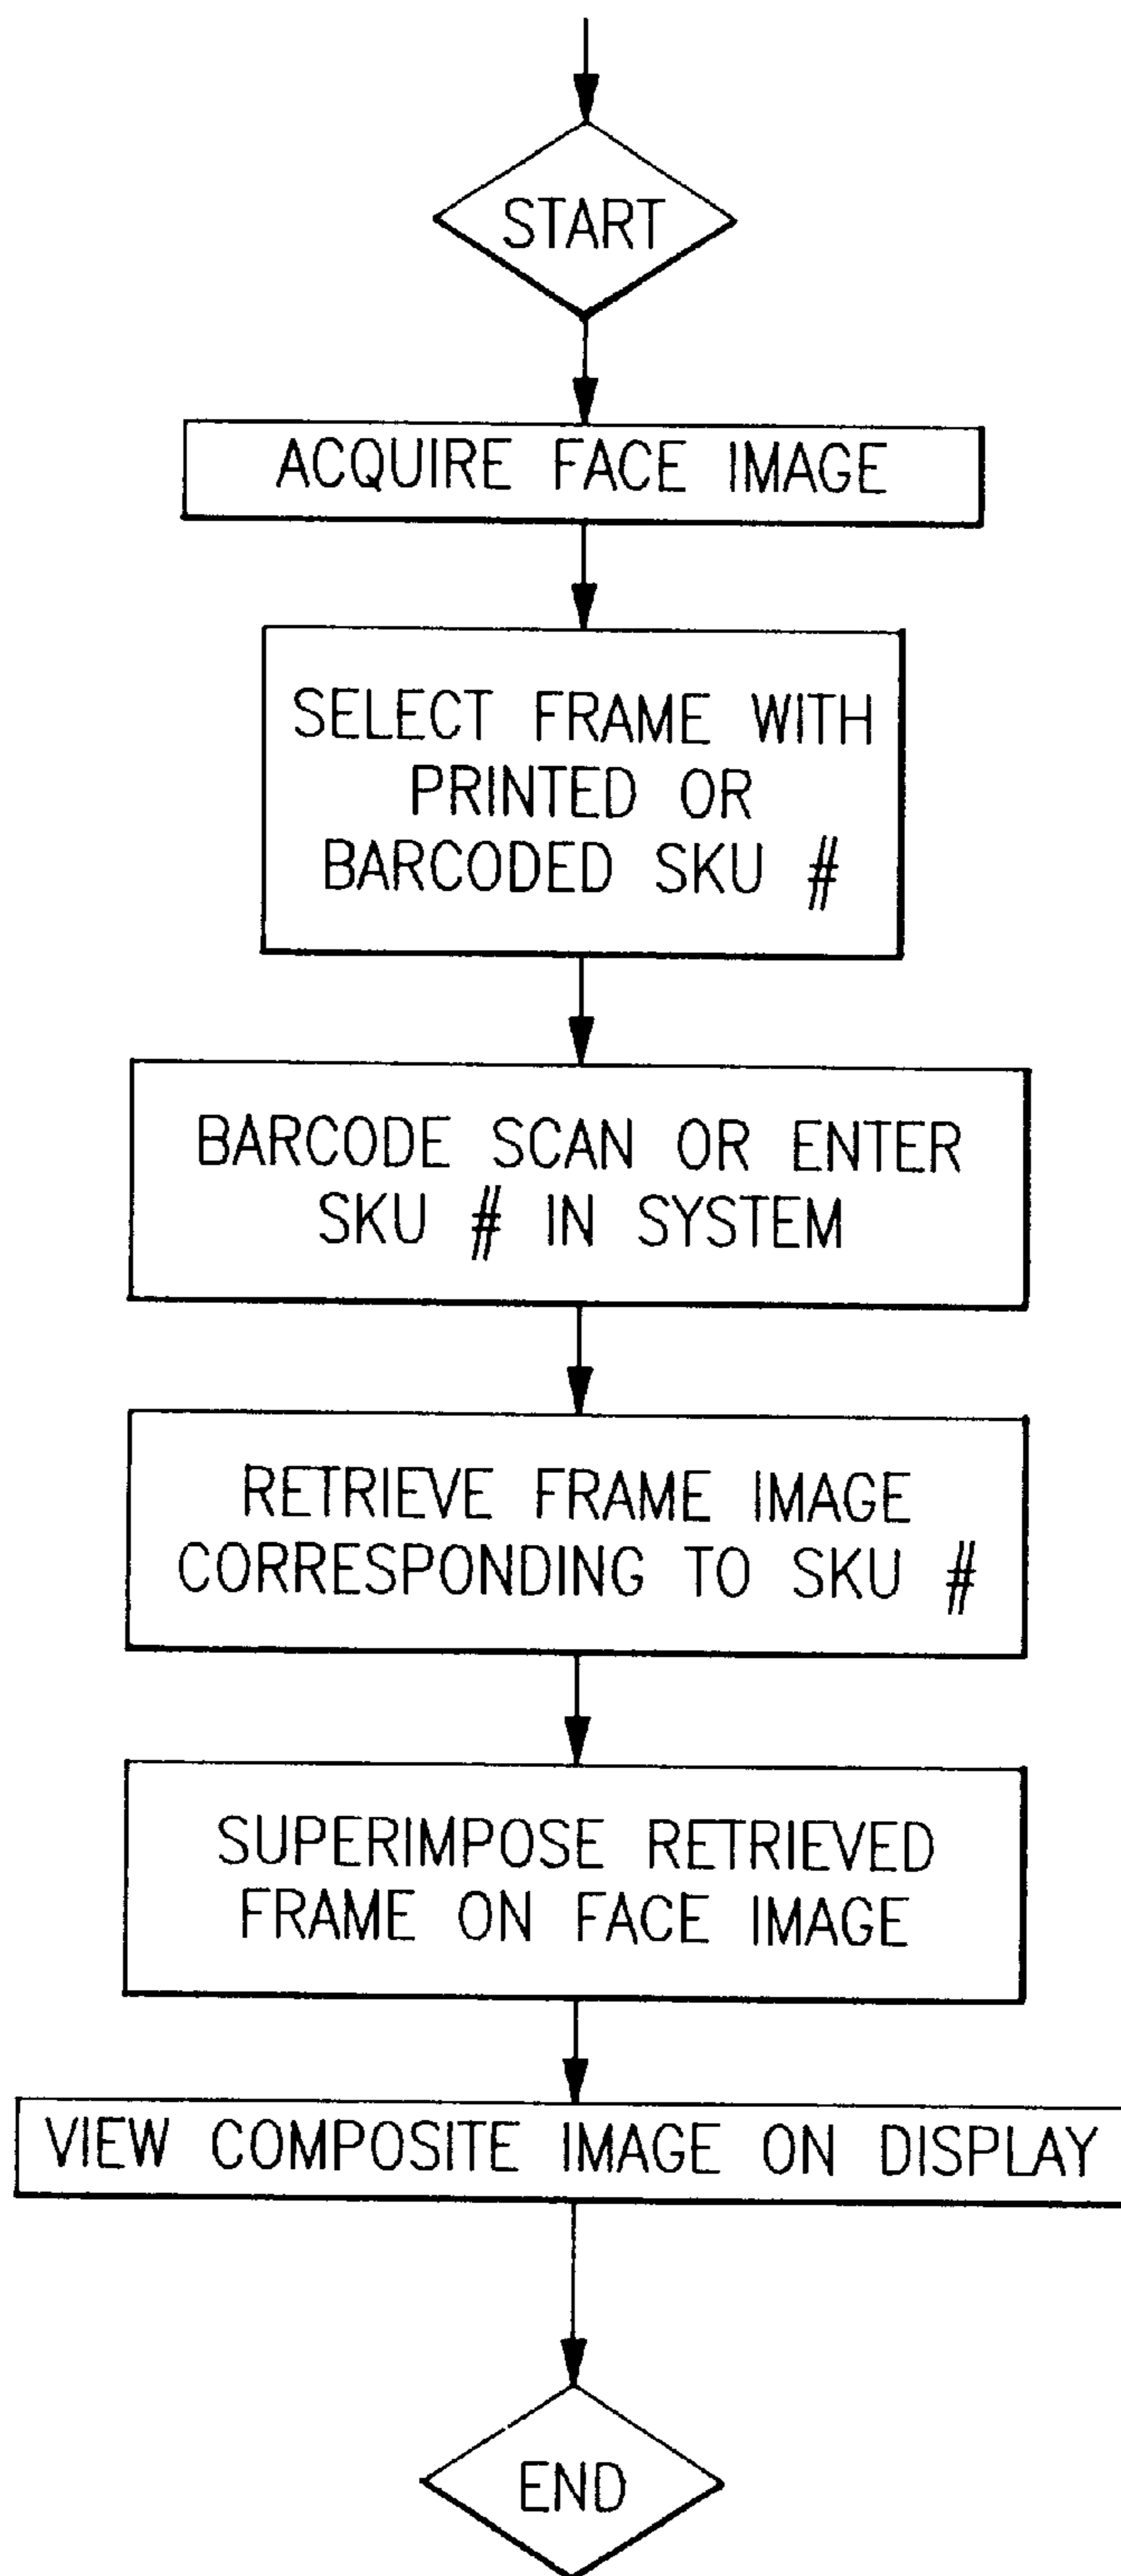 START
ACQUIRE FACE IMAGE
SELECT FRAME WITH
PRINTED OR
BARCODED SKU #
BARCODE SCAN OR ENTER
SKU # IN SYSTEM
RETRIEVE FRAME IMAGE
CORRESPONDING TO SKU #
SUPERIMPOSE RETRIEVED
FRAME ON FACE IMAGE
VIEW COMPOSITE IMAGE ON DISPLAY
END